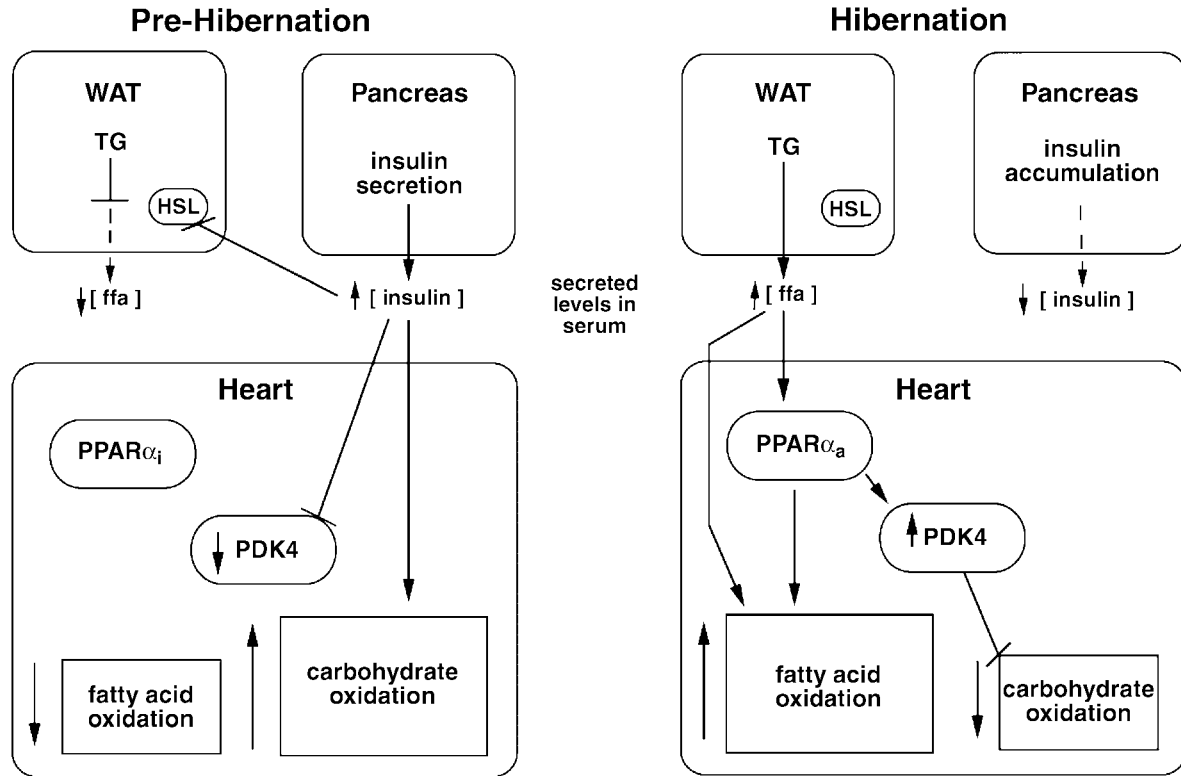 Pre-Hibernation
WAT
TG
HSL
[ ffa ]
Pancreas
insulin
secretion
[ insulin ]
secreted
levels in
serum
Heart
PPARαi
PDK4
fatty acid
oxidation
carbohydrate
oxidation
Hibernation
WAT
TG
HSL
[ ffa ]
Pancreas
insulin
accumulation
[ insulin ]
Heart
PPARαa
PDK4
fatty acid
oxidation
carbohydrate
oxidation